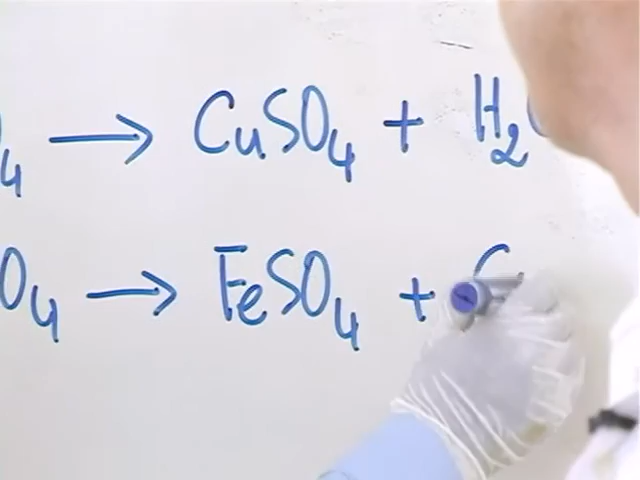 4 → CuSO4 + H2
O4 → FeSO4 + C